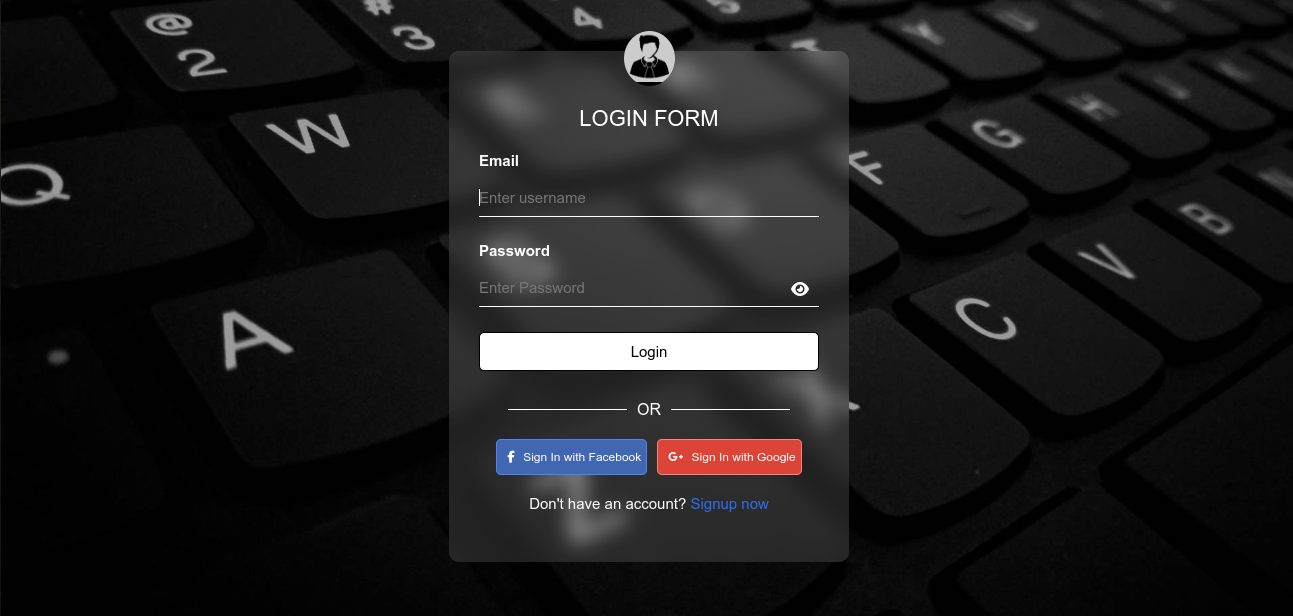 @ # $
2 3 4
W
Q
A
Y
G H
F
B
V
C
LOGIN FORM
Email
Enter username
Password
Enter Password
Login
OR
f Sign In with Facebook
G+ Sign In with Google
Don't have an account? Signup now
Z